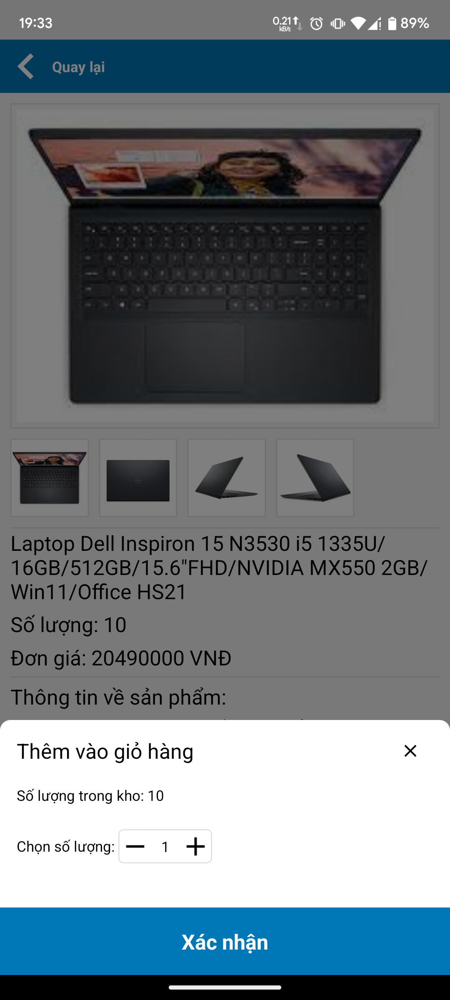 19:33
0.21
kB/s
89%
Quay lại
Laptop Dell Inspiron 15 N3530 i5 1335U/
16GB/512GB/15.6"FHD/NVIDIA MX550 2GB/
Win11/Office HS21
Số lượng: 10
Đơn giá: 20490000 VNĐ
Thông tin về sản phẩm:
Thêm vào giỏ hàng
Số lượng trong kho: 10
Chọn số lượng: 1
Xác nhận